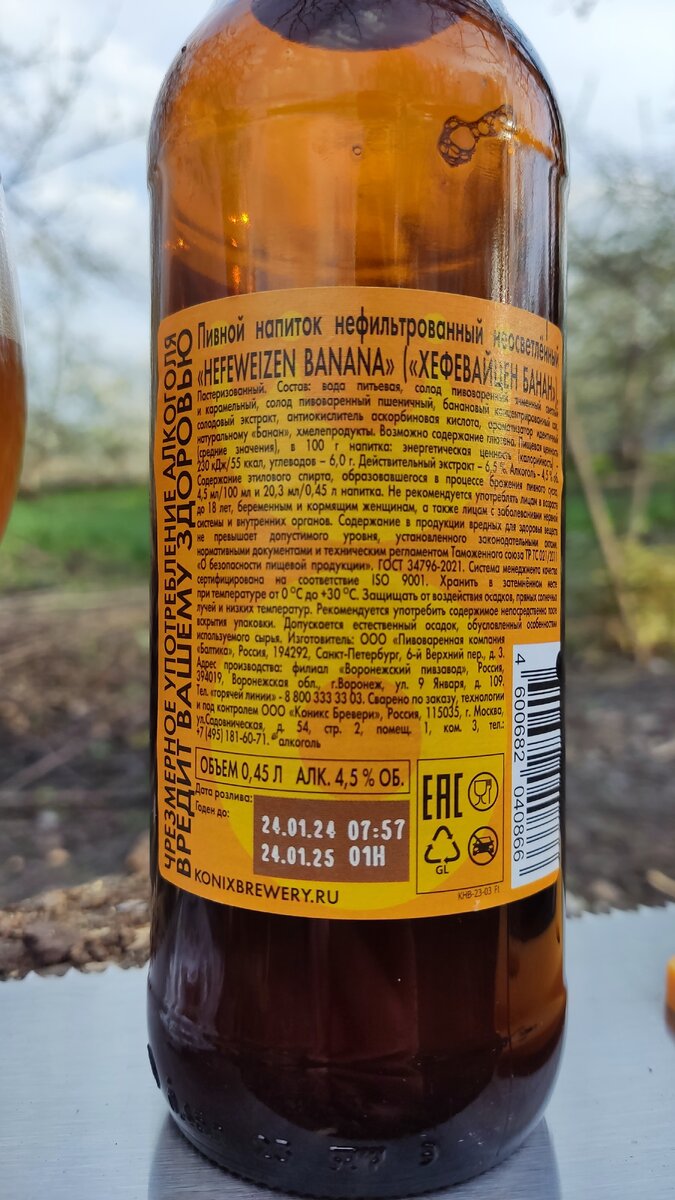 ЧРЕЗМЕРНОЕ УПОТРЕБЛЕНИЕ АЛКОГОЛЯ
ВРЕДИТ ВАШЕМУ ЗДОРОВЬЮ
Пивной напиток нефильтрованный неосветлённый
«HEFEWEIZEN BANANA» («ХЕФЕВАЙЦЕН БАНАН»).
Пастеризованный. Состав: вода питьевая, солод пивоваренный ячменный светлый
и карамельный, солод пивоваренный пшеничный, банановый концентрированный сок,
солодовый экстракт, антиокислитель аскорбиновая кислота, ароматизатор идентичный
натуральному «Банан», хмелепродукты. Возможно содержание глютена. Пищевая ценность
(средние значения), в 100 г напитка: энергетическая ценность (калорийность) -
230 кДж/55 ккал, углеводов – 6,0 г. Действительный экстракт – 6,5 %. Алкоголь – 4,5 % об.
Содержание этилового спирта, образовавшегося в процессе брожения пивного сусла,
4,5 мл/100 мл и 20,3 мл/0,45 л напитка. Не рекомендуется употреблять лицам в возрасте
до 18 лет, беременным и кормящим женщинам, а также лицам с заболеваниями нервной
системы и внутренних органов. Содержание в продукции вредных для здоровья веществ
не превышает допустимого уровня, установленного законодательными актами,
нормативными документами и техническим регламентом Таможенного союза ТР ТС 021/2011
«О безопасности пищевой продукции». ГОСТ 34796-2021. Система менеджмента качества
сертифицирована на соответствие ISO 9001. Хранить в затемнённом месте
при температуре от 0 °С до +30 °С. Защищать от воздействия осадков, прямых солнечных
лучей и низких температур. Рекомендуется употребить содержимое непосредственно после
вскрытия упаковки. Допускается естественный осадок, обусловленный особенностями
используемого сырья. Изготовитель: ООО «Пивоваренная компания
«Балтика», Россия, 194292, Санкт-Петербург, 6-й Верхний пер., д. 3.
Адрес производства: филиал «Воронежский пивзавод», Россия,
394019, Воронежская обл., г.Воронеж, ул. 9 Января, д. 109.
Тел. «горячей линии» - 8 800 333 33 03. Сварено по заказу, технологии
и под контролем ООО «Коникс Бревери», Россия, 115035, г. Москва,
ул.Садовническая, д. 54, стр. 2, помещ. 1, ком. 3, тел.:
+7 (495) 181-60-71. алкоголь
ОБЪЕМ 0,45 Л АЛК. 4,5 % ОБ.
Дата розлива:
Годен до:
24.01.24 07:57
24.01.25 01H
EAC
GL
KONIXBREWERY.RU
КНВ-23-03 FI
4 600682 040866